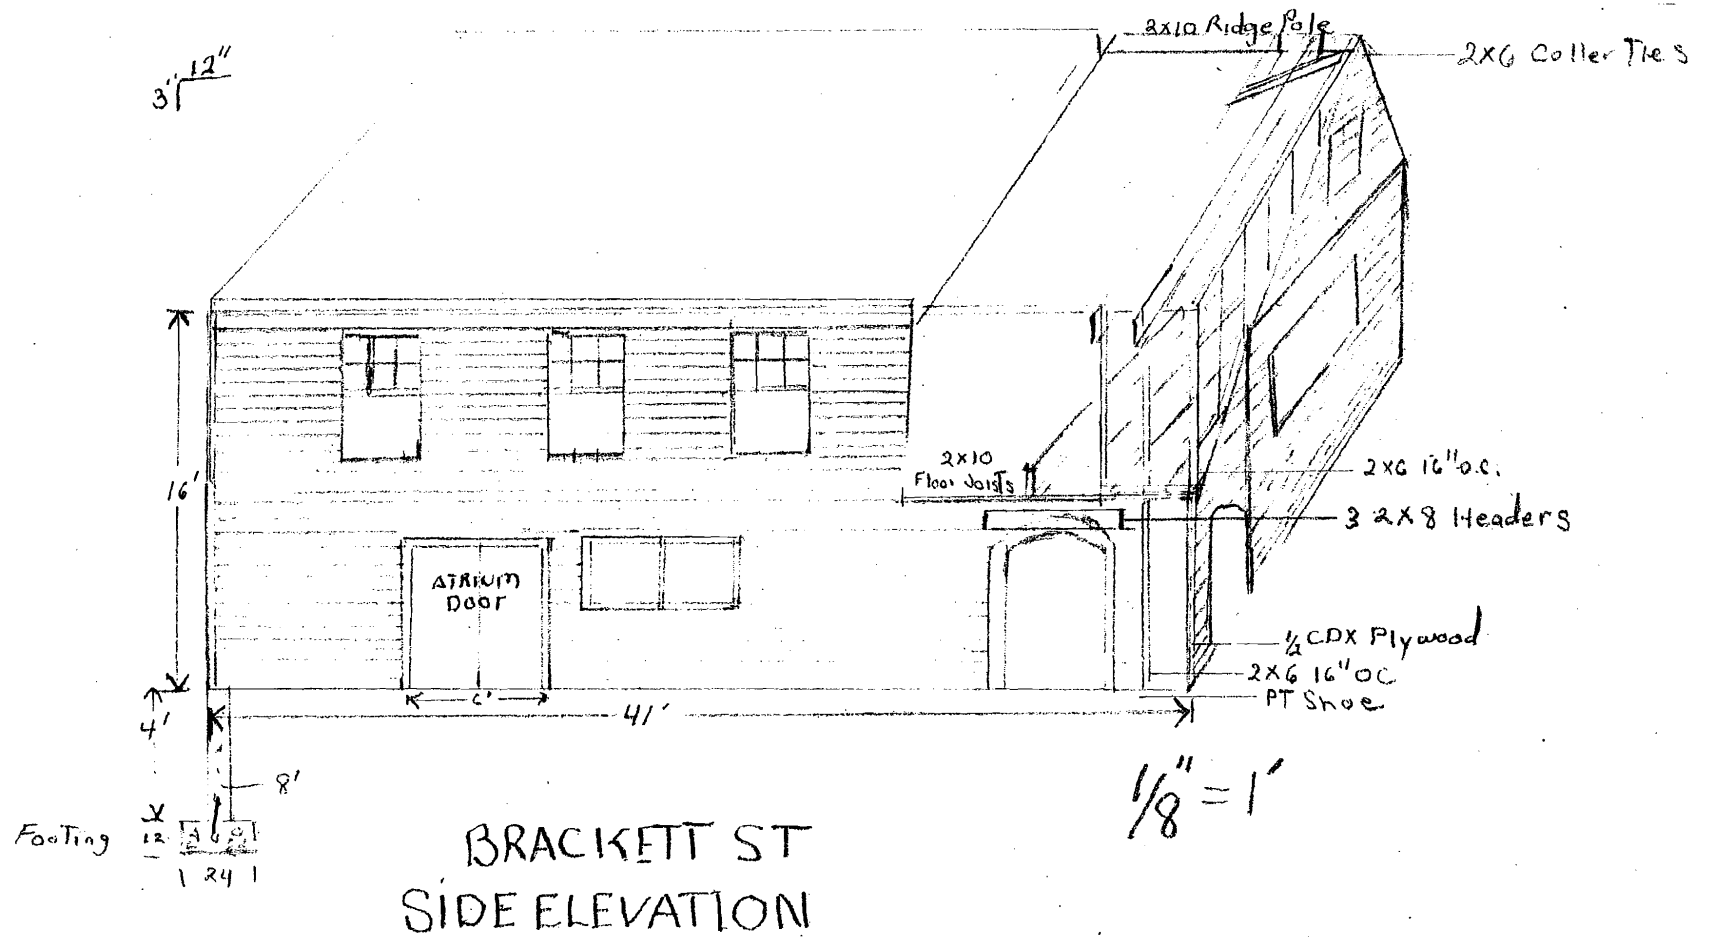 2x10 Ridge Pole
2x6 Coller Ties
12"
3"
16'
2x10
Floor Joists
2x6 16" O.C.
3 2x8 Headers
ATRIUM
DOOr
1/2 CDX Plywood
2x6 16" OC
PT Shoe
6'
41'
4'
8'
1/8" = 1'
Footing
12
24
BRACKETT ST
SIDE ELEVATION